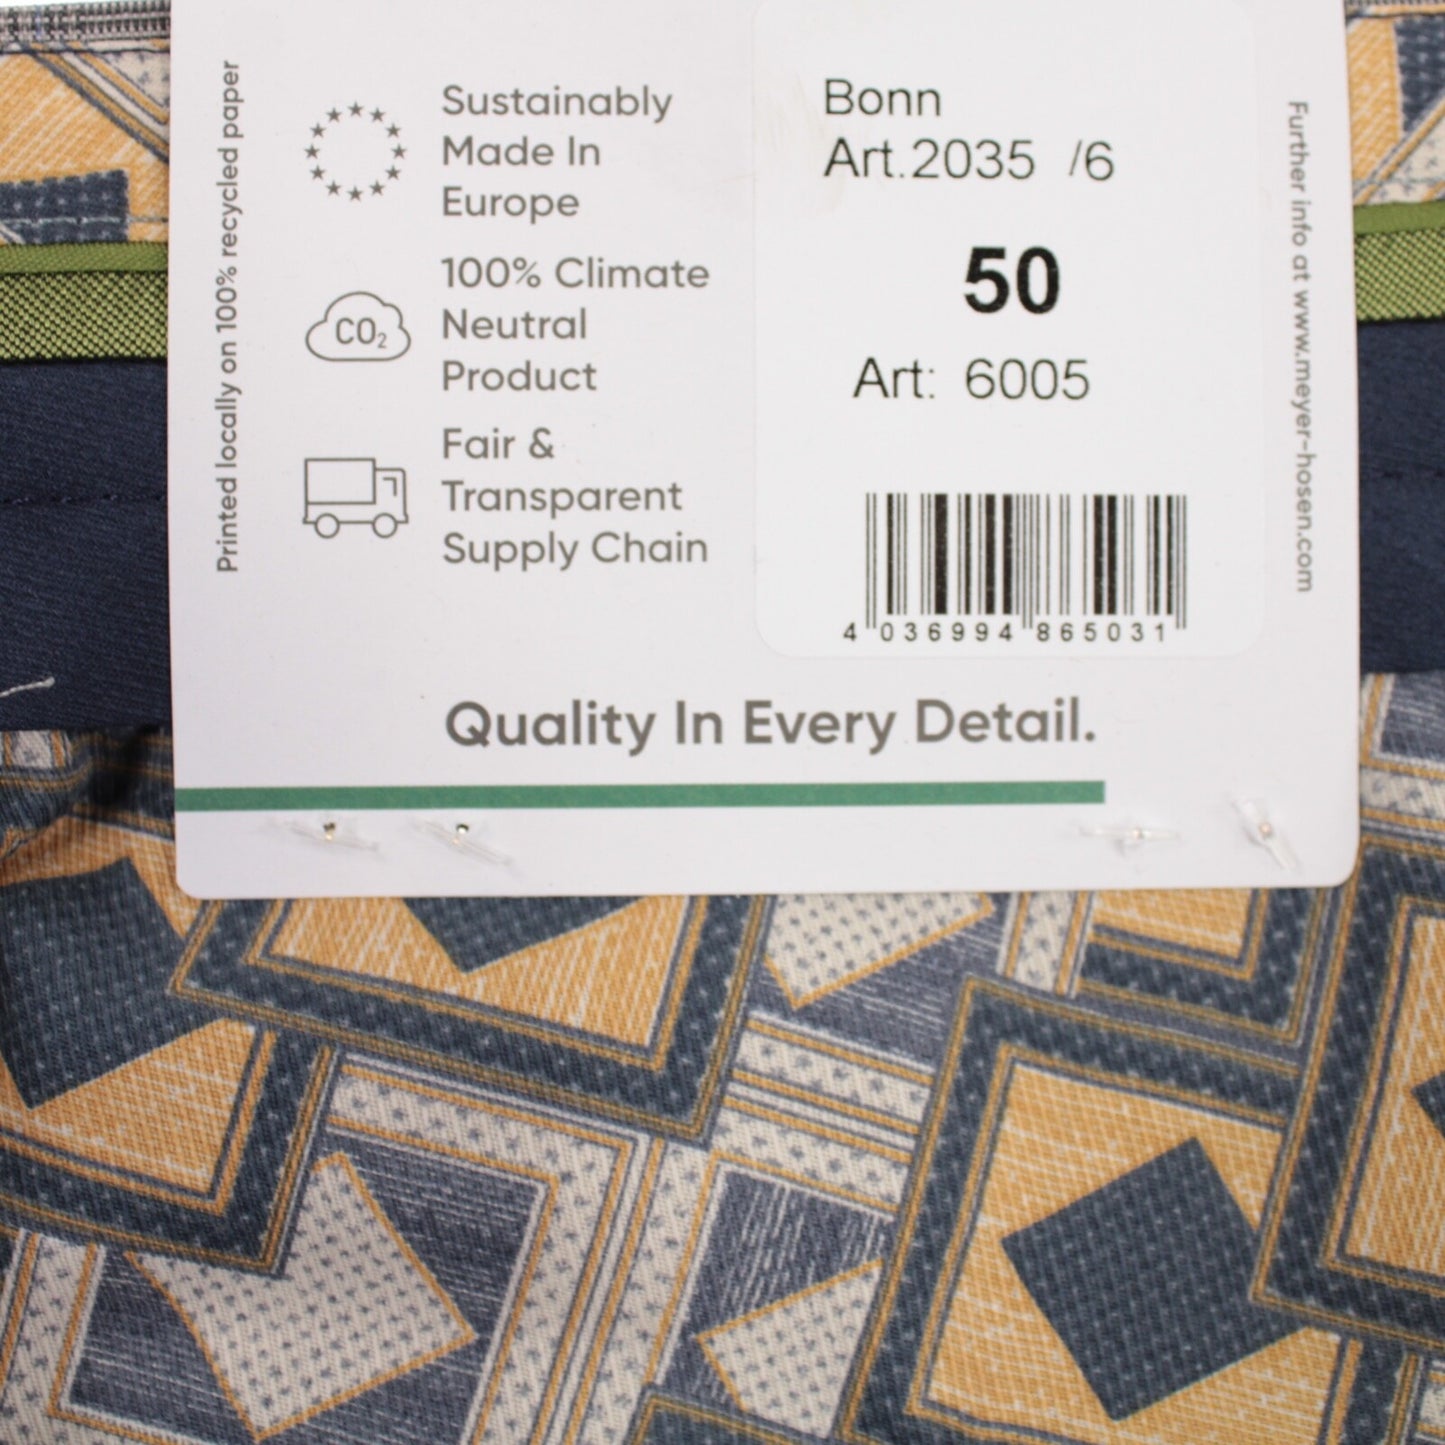 Printed locally on 100% recycled paper
Sustainably
Made In
Europe
CO2
100% Climate
Neutral
Product
Fair &
Transparent
Supply Chain
Bonn
Art.2035 /6
50
Art: 6005
4 036994 865031
Further info at www.meyer-hosen.com
Quality In Every Detail.